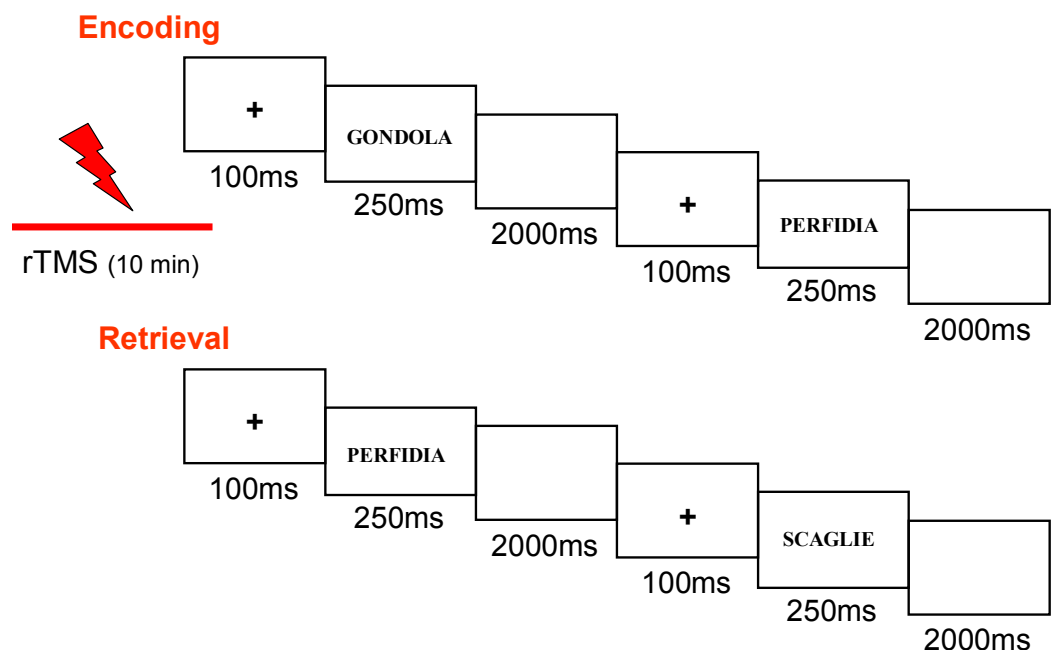 Encoding
+
100ms
GONDOLA
250ms
2000ms
+
100ms
PERFIDIA
250ms
2000ms
rTMS (10 min)
Retrieval
+
100ms
PERFIDIA
250ms
2000ms
+
100ms
SCAGLIE
250ms
2000ms